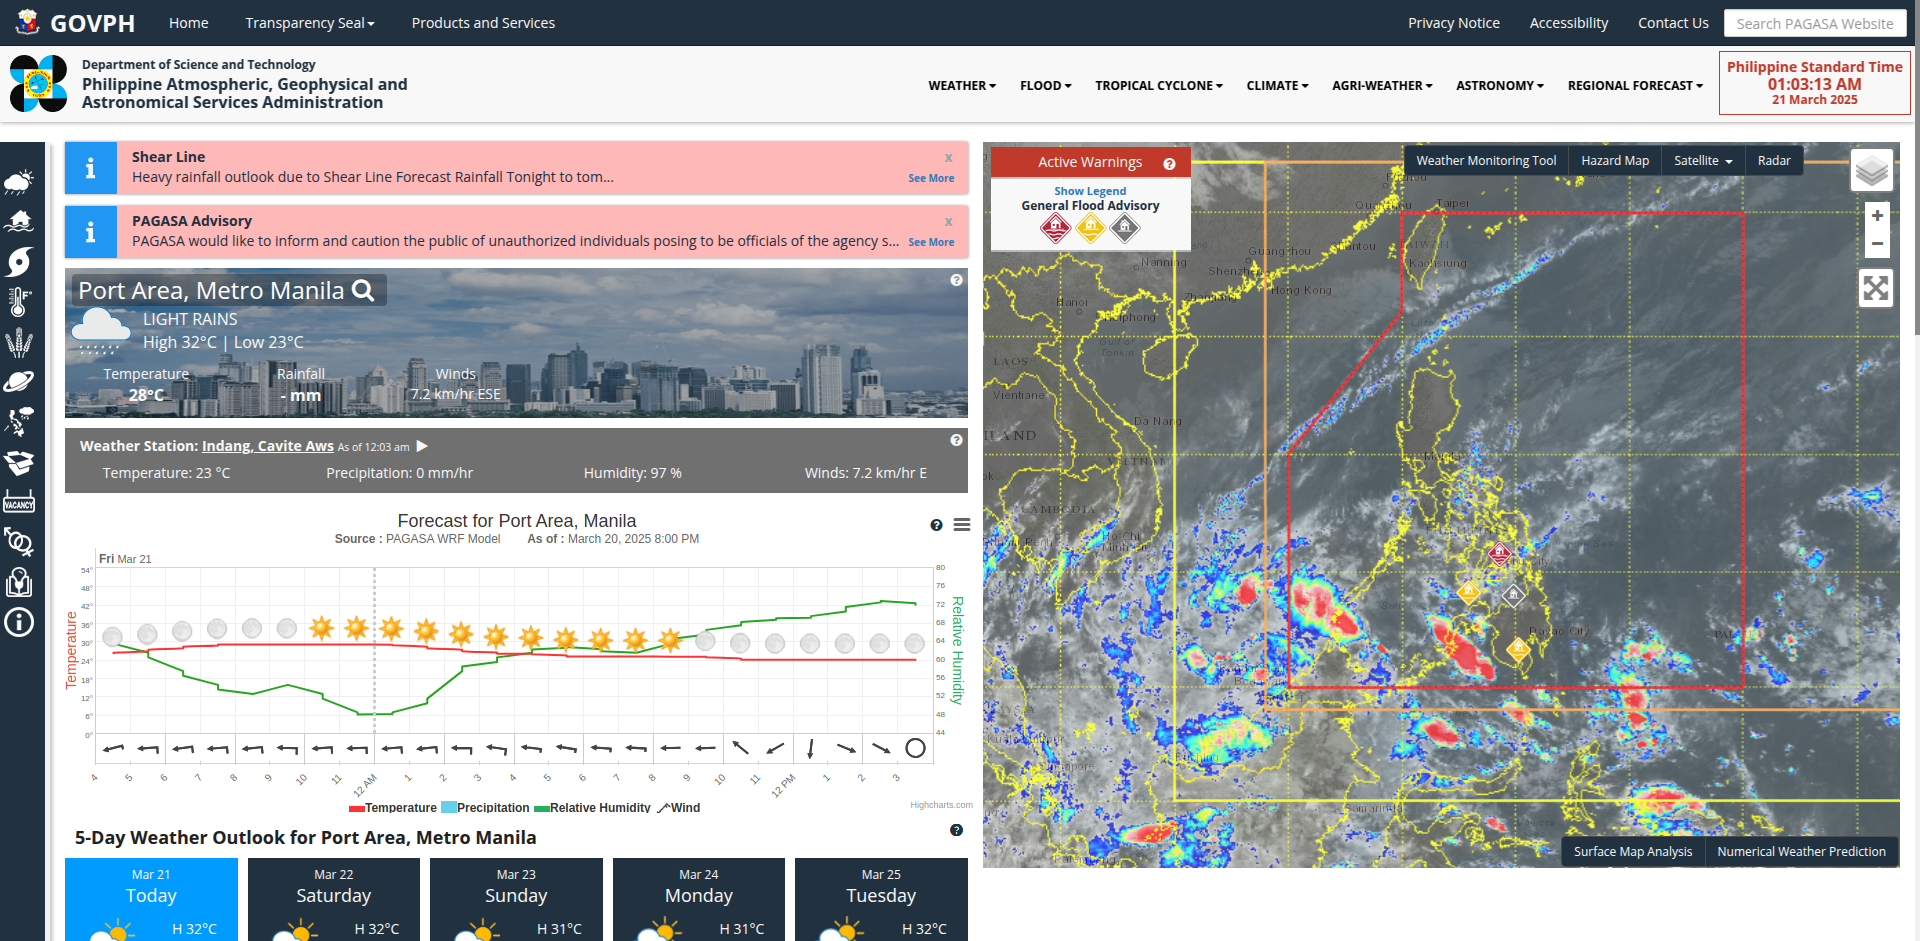 GOVPH
Home
Transparency Seal
Products and Services
Privacy Notice
Accessibility
Contact Us
Search PAGASA Website
Department of Science and Technology
Philippine Atmospheric, Geophysical and
Astronomical Services Administration
WEATHER
FLOOD
TROPICAL CYCLONE
CLIMATE
AGRI-WEATHER
ASTRONOMY
REGIONAL FORECAST
Philippine Standard Time
01:03:13 AM
21 March 2025
VACANCY
i
Shear Line
x
Heavy rainfall outlook due to Shear Line Forecast Rainfall Tonight to tom...
See More
i
PAGASA Advisory
x
PAGASA would like to inform and caution the public of unauthorized individuals posing to be officials of the agency s...
See More
Port Area, Metro Manila
?
LIGHT RAINS
High 32°C | Low 23°C
Temperature
28°C
Rainfall
- mm
Winds
7.2 km/hr ESE
Weather Station: Indang, Cavite Aws As of 12:03 am
?
Temperature: 23 °C
Precipitation: 0 mm/hr
Humidity: 97 %
Winds: 7.2 km/hr E
Forecast for Port Area, Manila
?
Source : PAGASA WRF Model As of : March 20, 2025 8:00 PM
Fri Mar 21
Temperature
54°
48°
42°
36°
30°
24°
18°
12°
6°
0°
80
76
72
68
64
60
56
52
48
44
Relative Humidity
4 5 6 7 8 9 10 11 12 AM 1 2 3 4 5 6 7 8 9 10 11 12 PM 1 2 3
Temperature Precipitation Relative Humidity Wind
Highcharts.com
5-Day Weather Outlook for Port Area, Metro Manila
?
Mar 21
Today
H 32°C
Mar 22
Saturday
H 32°C
Mar 23
Sunday
H 31°C
Mar 24
Monday
H 31°C
Mar 25
Tuesday
H 32°C
Active Warnings
?
Show Legend
General Flood Advisory
Weather Monitoring Tool
Hazard Map
Satellite
Radar
+
−
Taipei
TAIWAN
Kaohsiung
Guangzhou
Shenzhen
Hong Kong
Nanning
Hanoi
Haiphong
Gulf of
Tonkin
LAOS
Vientiane
Da Nang
VIETNAM
CAMBODIA
Ho Chi
Davao City
Surface Map Analysis
Numerical Weather Prediction